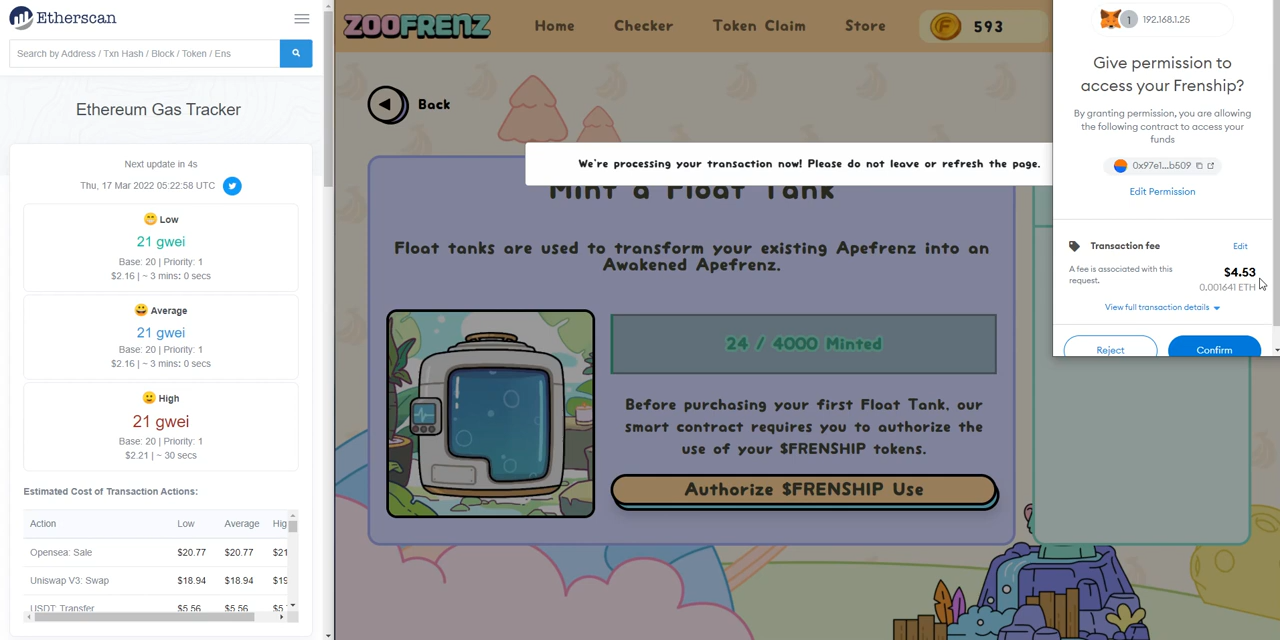 Etherscan
Search by Address / Txn Hash / Block / Token / Ens
Ethereum Gas Tracker
Next update in 4s
Thu, 17 Mar 2022 05:22:58 UTC
Low
21 gwei
Base: 20 | Priority: 1
$2.16 | ~ 3 mins: 0 secs
Average
21 gwei
Base: 20 | Priority: 1
$2.16 | ~ 3 mins: 0 secs
High
21 gwei
Base: 20 | Priority: 1
$2.21 | ~ 30 secs
Estimated Cost of Transaction Actions:
Action Low Average Hig
Opensea: Sale $20.77 $20.77 $21
Uniswap V3: Swap $18.94 $18.94 $19
USDT: Transfer $5.56 $5.56 $5
ZOOFRENZ Home Checker Token Claim Store F 593
Back
We're processing your transaction now! Please do not leave or refresh the page.
Mint a Float Tank
Float tanks are used to transform your existing Apefrenz into an
Awakened Apefrenz.
24 / 4000 Minted
Before purchasing your first Float Tank, our
smart contract requires you to authorize the
use of your $FRENSHIP tokens.
Authorize $FRENSHIP Use
1 192.168.1.25
Give permission to
access your Frenship?
By granting permission, you are allowing
the following contract to access your
funds
0x97e1...b509
Edit Permission
Transaction fee Edit
A fee is associated with this
request.
$4.53
0.001641 ETH
View full transaction details
Reject Confirm